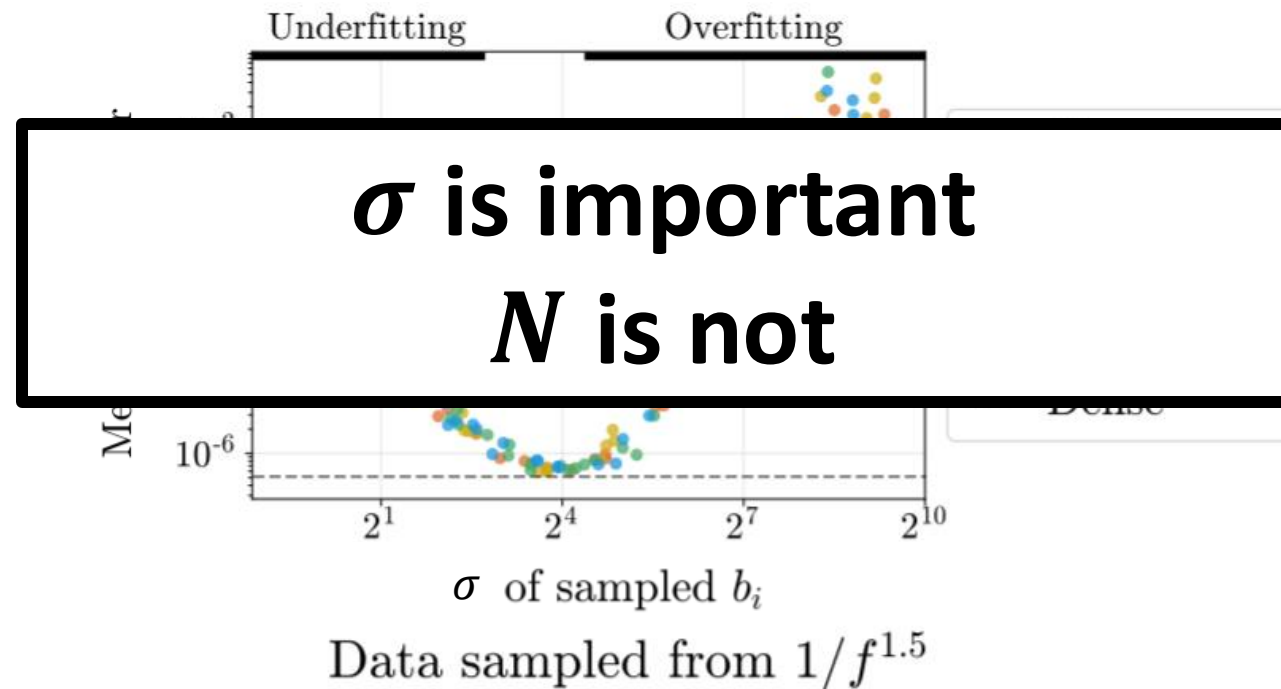 Underfitting Overfitting
σ is important
N is not
10^-6
2^1 2^4 2^7 2^10
σ of sampled b_i
Data sampled from 1/f^1.5